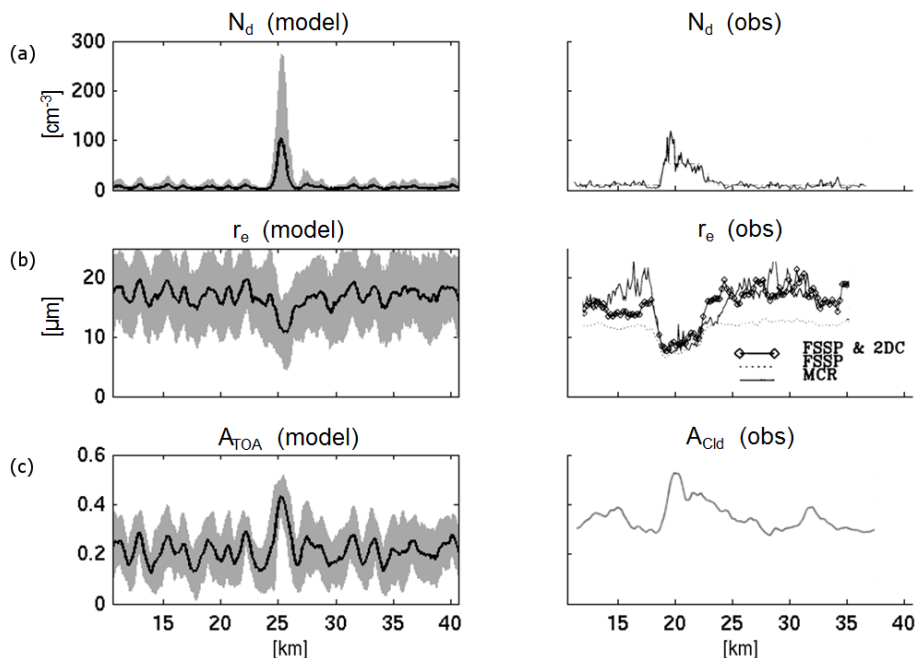 N_d (model)
N_d (obs)
(a)
[cm⁻³]
300
200
100
0
r_e (model)
r_e (obs)
(b)
[µm]
20
10
0
FSSP & 2DC
FSSP
MCR
A_TOA (model)
A_Cld (obs)
(c)
0.6
0.4
0.2
0
15 20 25 30 35 40
15 20 25 30 35 40
[km]
[km]